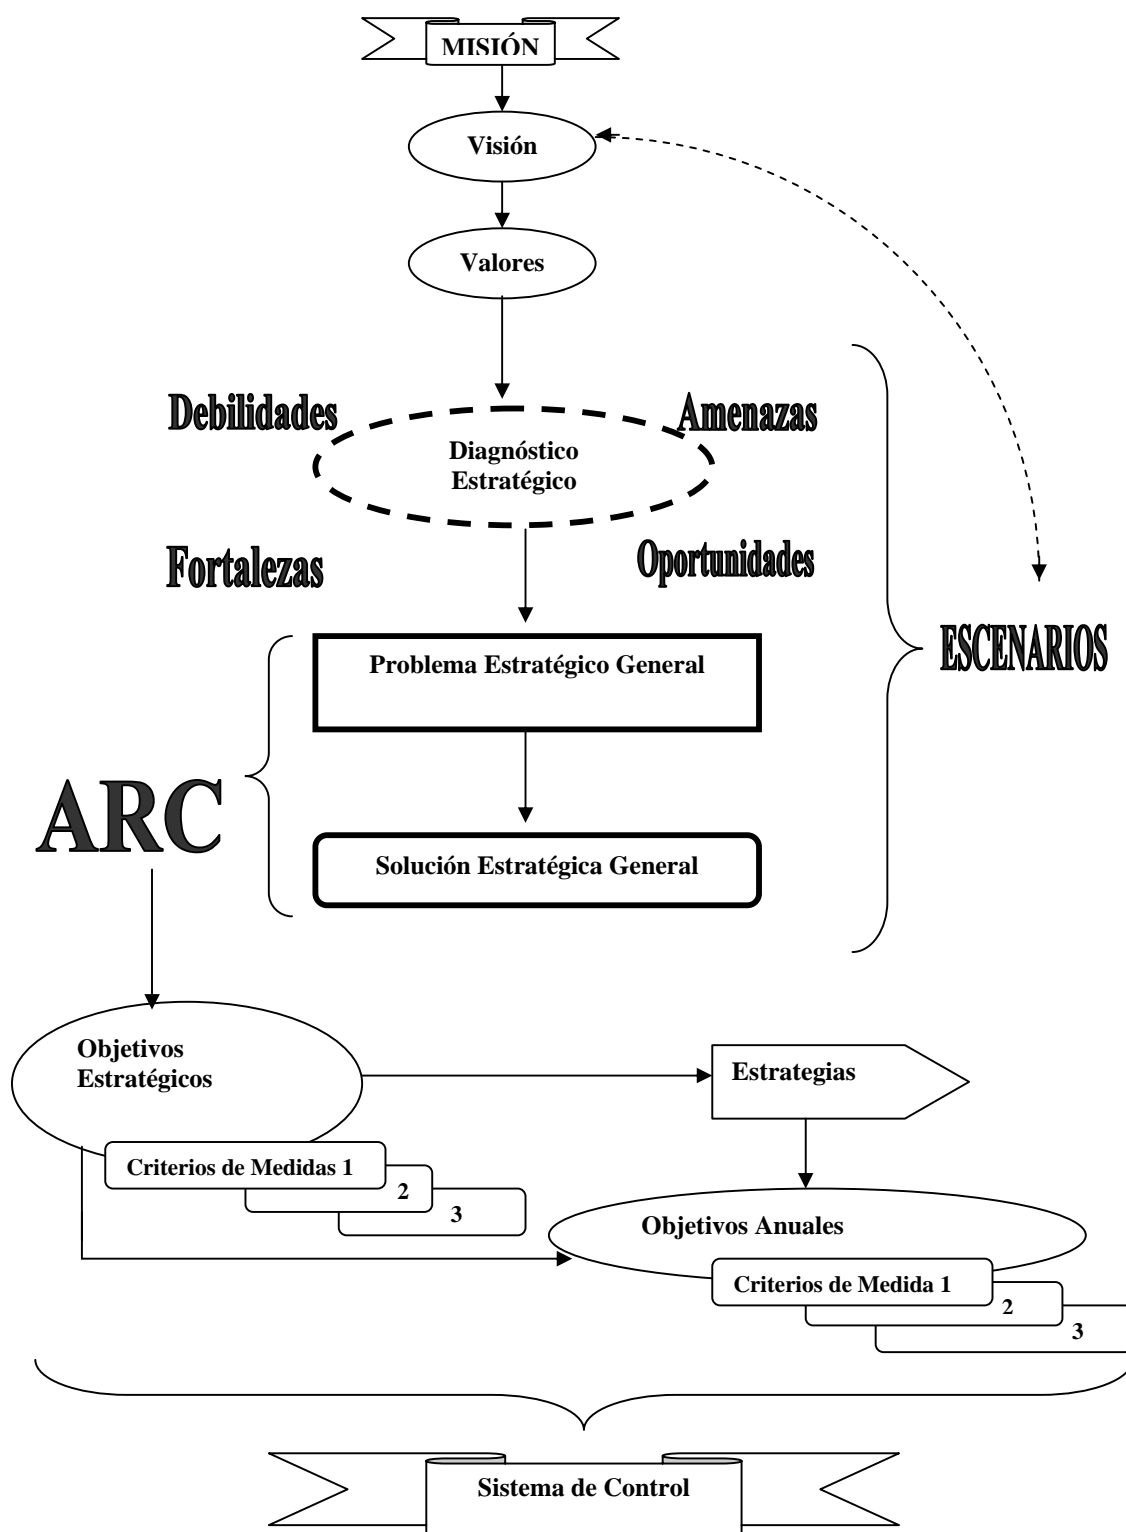 MISIÓN
Visión
Valores
Debilidades
Amenazas
Diagnóstico
Estratégico
Fortalezas
Oportunidades
Problema Estratégico General
ESCENARIOS
ARC
Solución Estratégica General
Objetivos
Estratégicos
Estrategias
Criterios de Medidas 1
2
3
Objetivos Anuales
Criterios de Medida 1
2
3
Sistema de Control